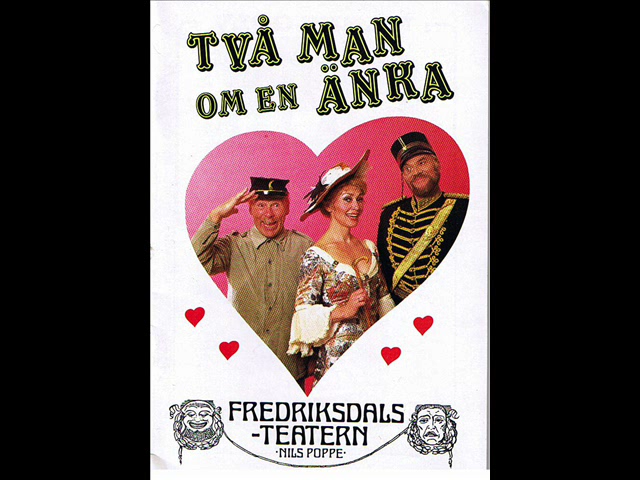 TVÅ MAN
OM EN ÄNKA
FREDRIKSDALS
-TEATERN
·NILS POPPE·